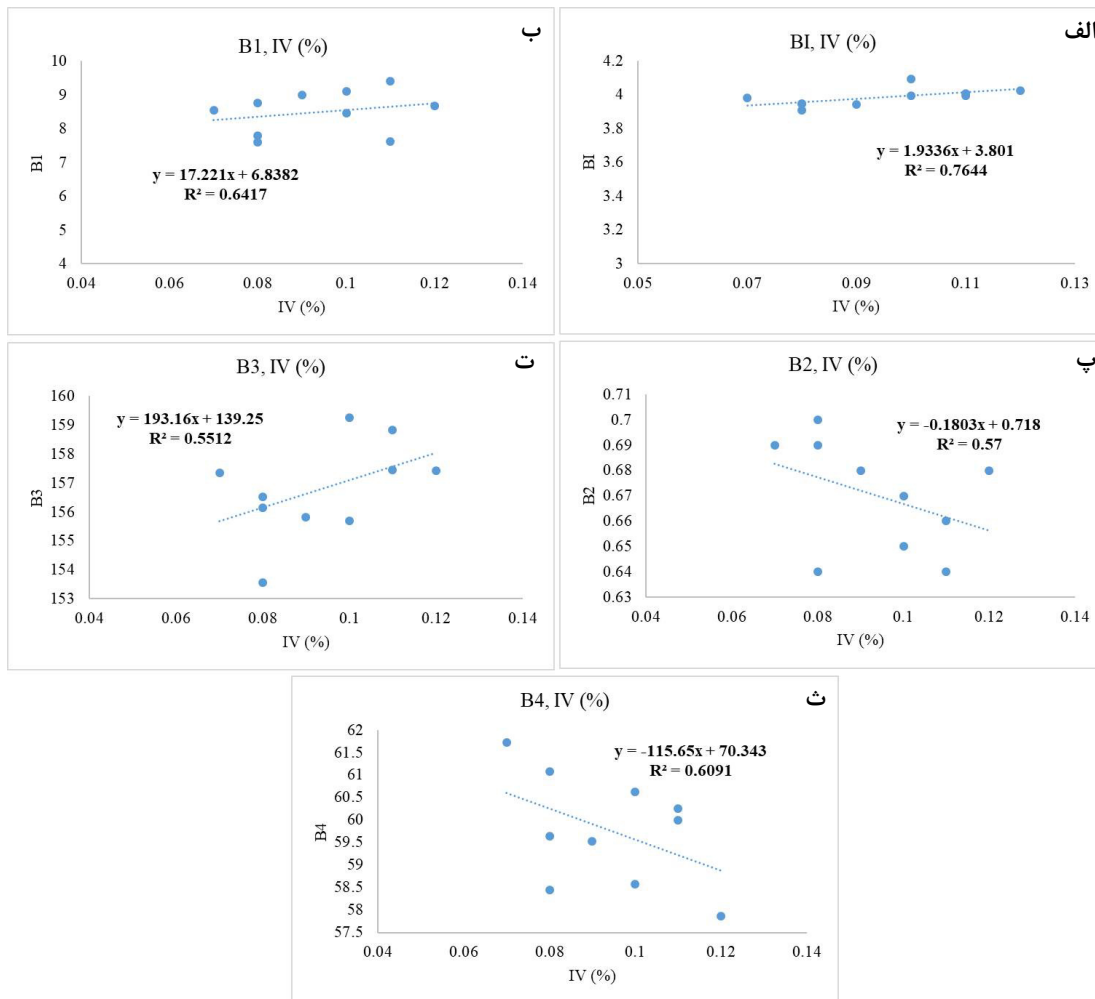 الف
BI, IV (%)
4.2
4
3.8
3.6
3.4
3.2
3
BI
y = 1.9336x + 3.801
R² = 0.7644
0.05 0.07 0.09 0.11 0.13
IV (%)
ب
B1, IV (%)
10
9
8
7
6
5
4
B1
y = 17.221x + 6.8382
R² = 0.6417
0.04 0.06 0.08 0.1 0.12 0.14
IV (%)
پ
B2, IV (%)
0.71
0.7
0.69
0.68
0.67
0.66
0.65
0.64
0.63
B2
y = -0.1803x + 0.718
R² = 0.57
0.04 0.06 0.08 0.1 0.12 0.14
IV (%)
ت
B3, IV (%)
160
159
158
157
156
155
154
153
B3
y = 193.16x + 139.25
R² = 0.5512
0.04 0.06 0.08 0.1 0.12 0.14
IV (%)
ث
B4, IV (%)
62
61.5
61
60.5
60
59.5
59
58.5
58
57.5
B4
y = -115.65x + 70.343
R² = 0.6091
0.04 0.06 0.08 0.1 0.12 0.14
IV (%)